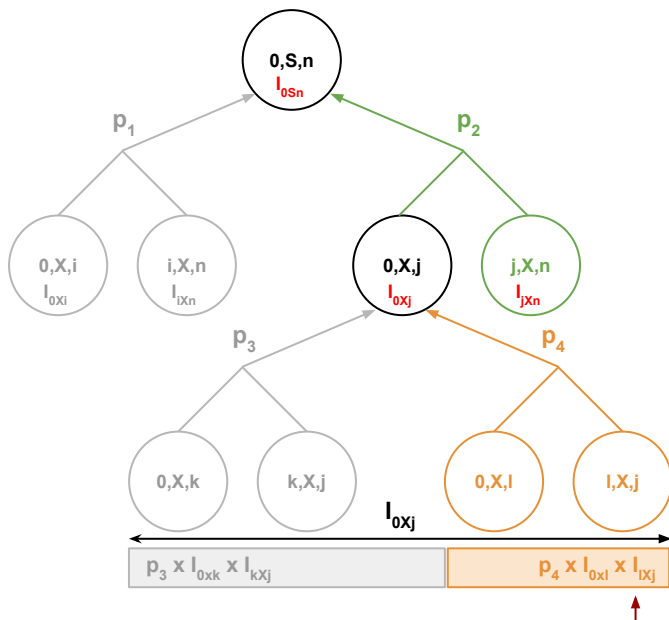 0,S,n
I₀Sₙ
p₁
p₂
0,X,i
I₀Xᵢ
i,X,n
IᵢXₙ
0,X,j
I₀Xⱼ
j,X,n
IⱼXₙ
p₃
p₄
0,X,k
k,X,j
0,X,l
l,X,j
I₀Xⱼ
p₃ x I₀xₖ x IₖXⱼ
p₄ x I₀xₗ x IₗXⱼ